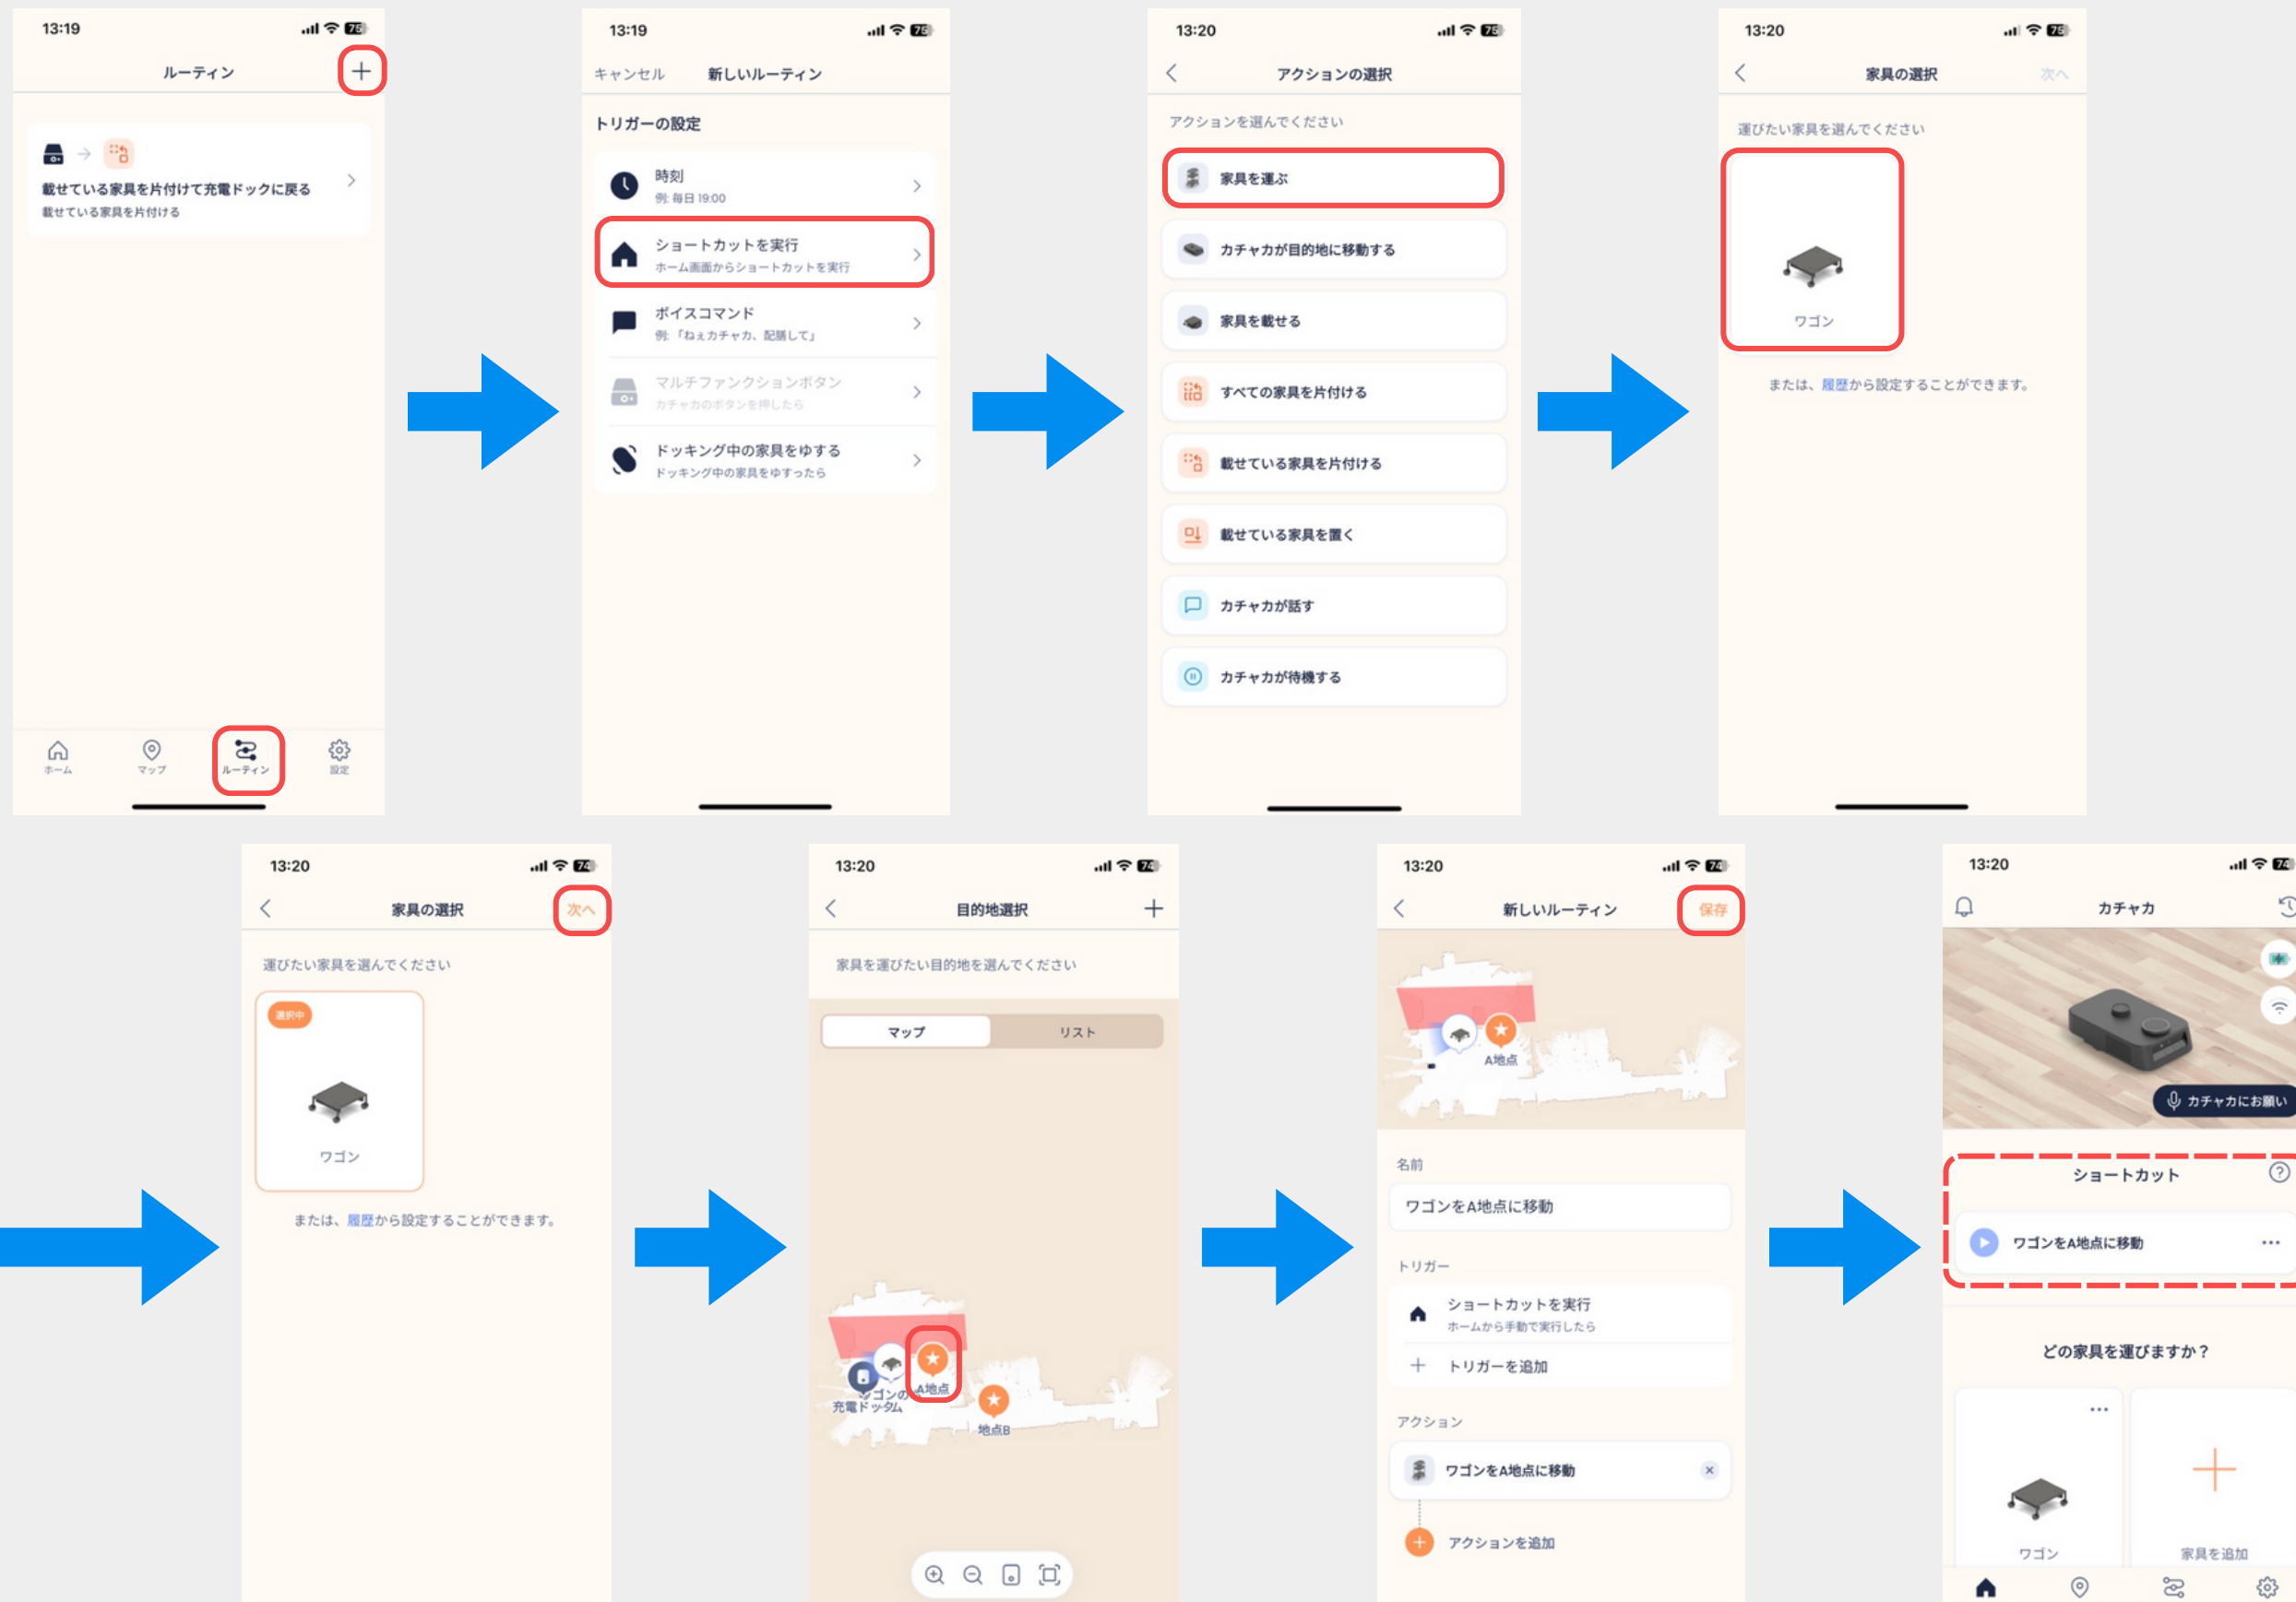 13:19
75
ルーティン
載せている家具を片付けて充電ドックに戻る
載せている家具を片付ける
ホーム
マップ
ルーティン
設定
13:19
75
キャンセル
新しいルーティン
トリガーの設定
時刻
例: 毎日 19:00
ショートカットを実行
ホーム画面からショートカットを実行
ボイスコマンド
例: 「ねぇカチャカ、配膳して」
マルチファンクションボタン
カチャカのボタンを押したら
ドッキング中の家具をゆする
ドッキング中の家具をゆすったら
13:20
75
アクションの選択
アクションを選んでください
家具を運ぶ
カチャカが目的地に移動する
家具を載せる
すべての家具を片付ける
載せている家具を片付ける
載せている家具を置く
カチャカが話す
カチャカが待機する
13:20
75
家具の選択
次へ
運びたい家具を選んでください
ワゴン
または、履歴から設定することができます。
13:20
74
家具の選択
次へ
運びたい家具を選んでください
選択中
ワゴン
または、履歴から設定することができます。
13:20
74
目的地選択
家具を運びたい目的地を選んでください
マップ
リスト
A地点
地点B
13:20
74
新しいルーティン
保存
A地点
名前
ワゴンをA地点に移動
トリガー
ショートカットを実行
ホームから手動で実行したら
トリガーを追加
アクション
ワゴンをA地点に移動
アクションを追加
13:20
74
カチャカ
カチャカにお願い
ショートカット
ワゴンをA地点に移動
どの家具を運びますか？
ワゴン
家具を追加